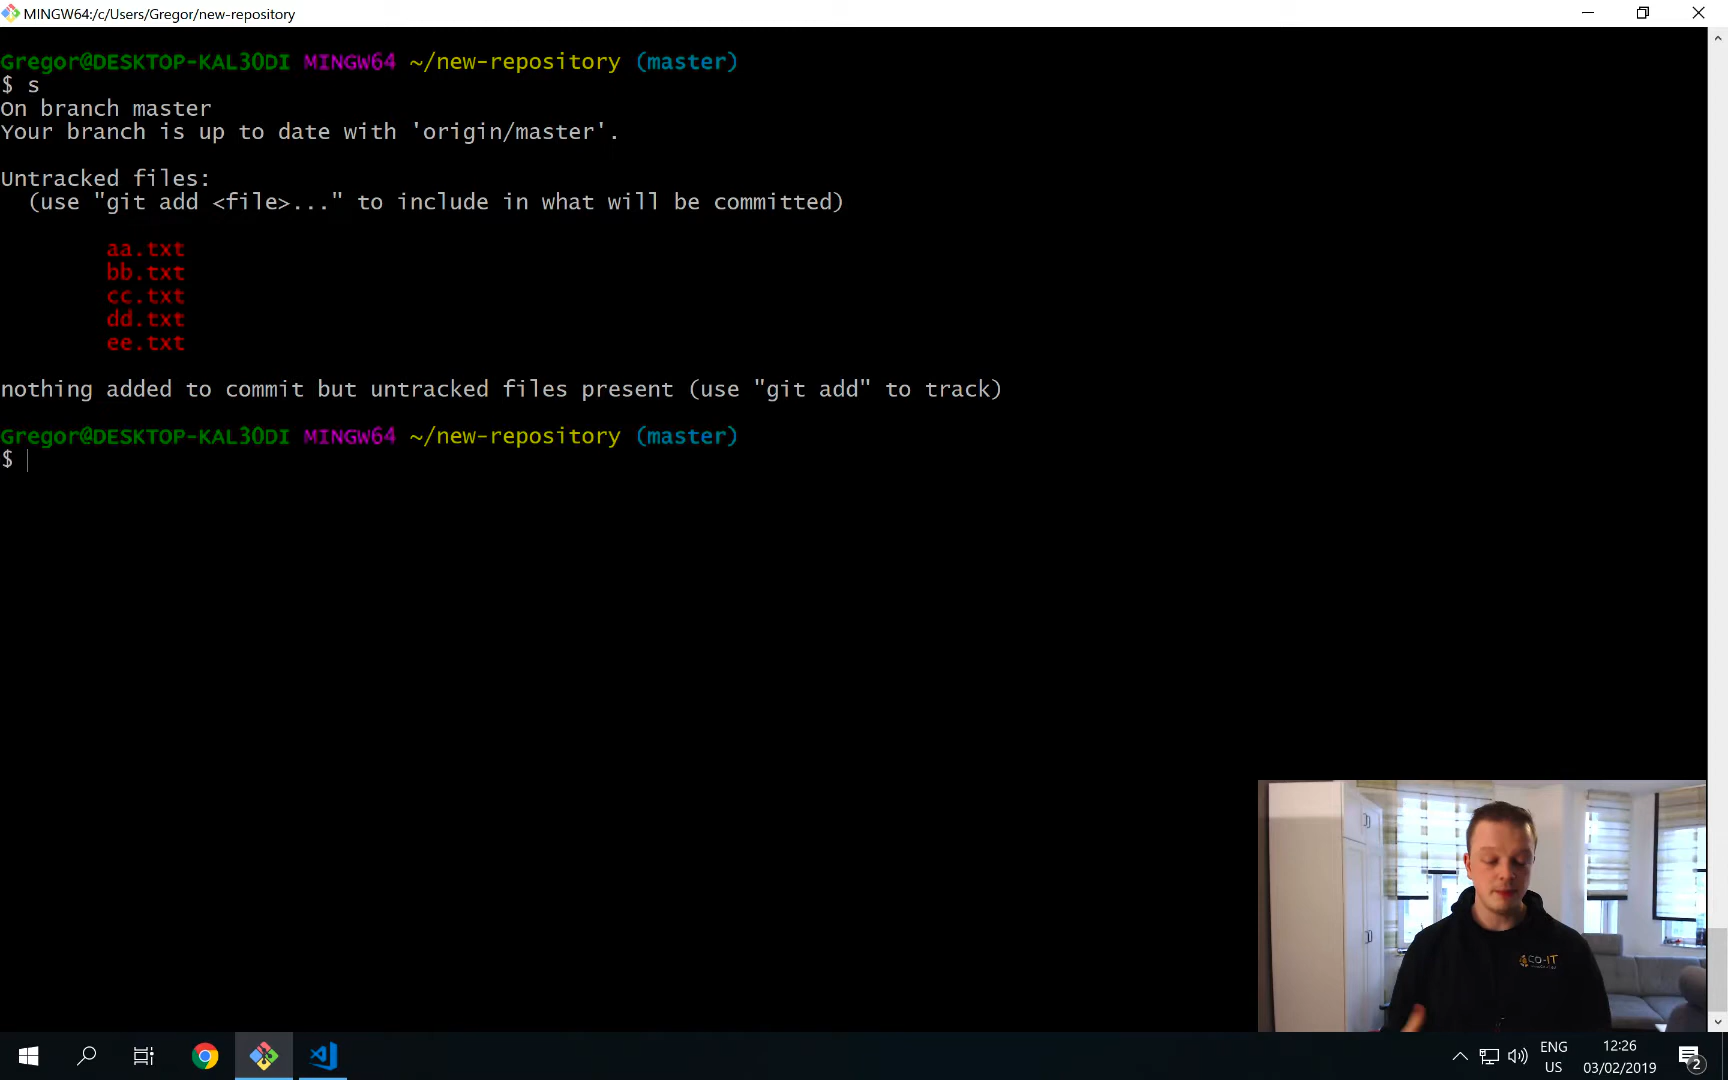 MINGW64:/c/Users/Gregor/new-repository
Gregor@DESKTOP-KAL30DI MINGW64 ~/new-repository (master)
$ s
On branch master
Your branch is up to date with 'origin/master'.
Untracked files:
(use "git add <file>..." to include in what will be committed)
aa.txt
bb.txt
cc.txt
dd.txt
ee.txt
nothing added to commit but untracked files present (use "git add" to track)
Gregor@DESKTOP-KAL30DI MINGW64 ~/new-repository (master)
$
CO-IT
ENG
US
12:26
03/02/2019
2